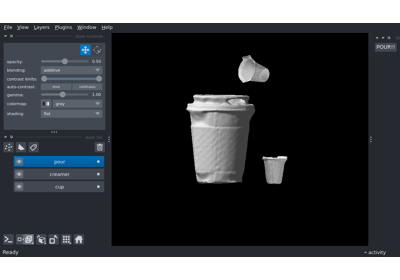 File View Layers Plugins Window Help
opacity: 0.50
blending: additive
contrast limits:
auto-contrast: once continuous
gamma: 1.00
colormap: gray
shading: flat
pour
creamer
cup
POUR!!
Ready
activity